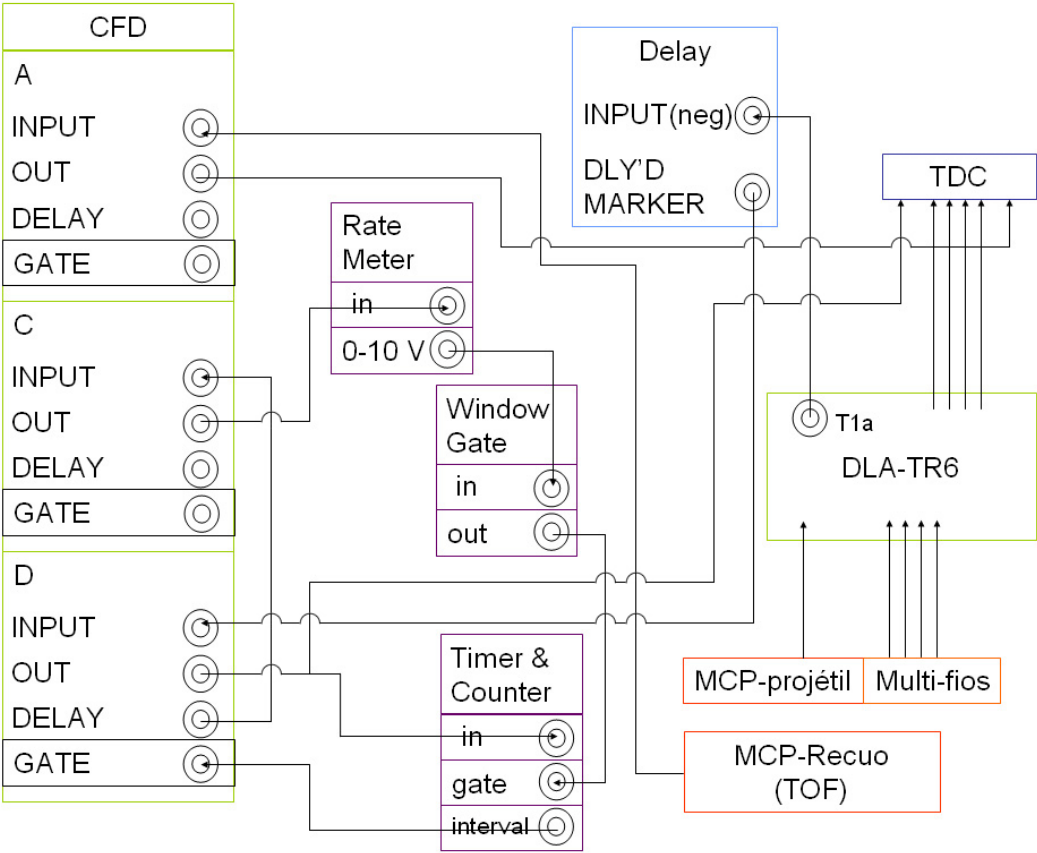 CFD
A
INPUT
OUT
DELAY
GATE
C
INPUT
OUT
DELAY
GATE
D
INPUT
OUT
DELAY
GATE
Rate
Meter
in
0-10 V
Window
Gate
in
out
Timer &
Counter
in
gate
interval
Delay
INPUT(neg)
DLY'D
MARKER
TDC
T1a
DLA-TR6
MCP-projétil
Multi-fios
MCP-Recuo
(TOF)